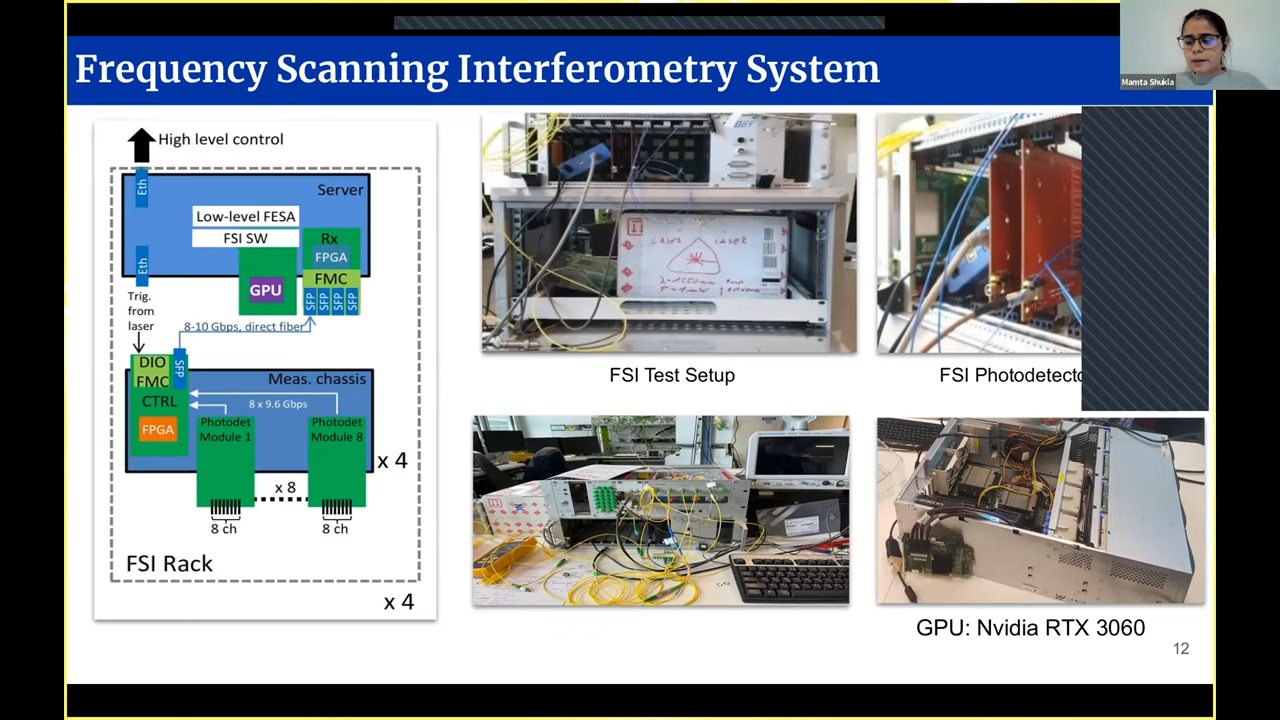 Frequency Scanning Interferometry System
Mamta Shukla
High level control
Eth
Server
Low-level FESA
FSI SW
Rx
FPGA
Eth
GPU
FMC
SFP SFP SFP SFP
Trig.
from
laser
8-10 Gbps, direct fiber
DIO
FMC
SFP
Meas. chassis
CTRL
8 x 9.6 Gbps
FPGA
Photodet
Module 1
Photodet
Module 8
x 4
x 8
8 ch
8 ch
FSI Rack
x 4
LASER LASER
FSI Test Setup
FSI Photodetecto
GPU: Nvidia RTX 3060
12